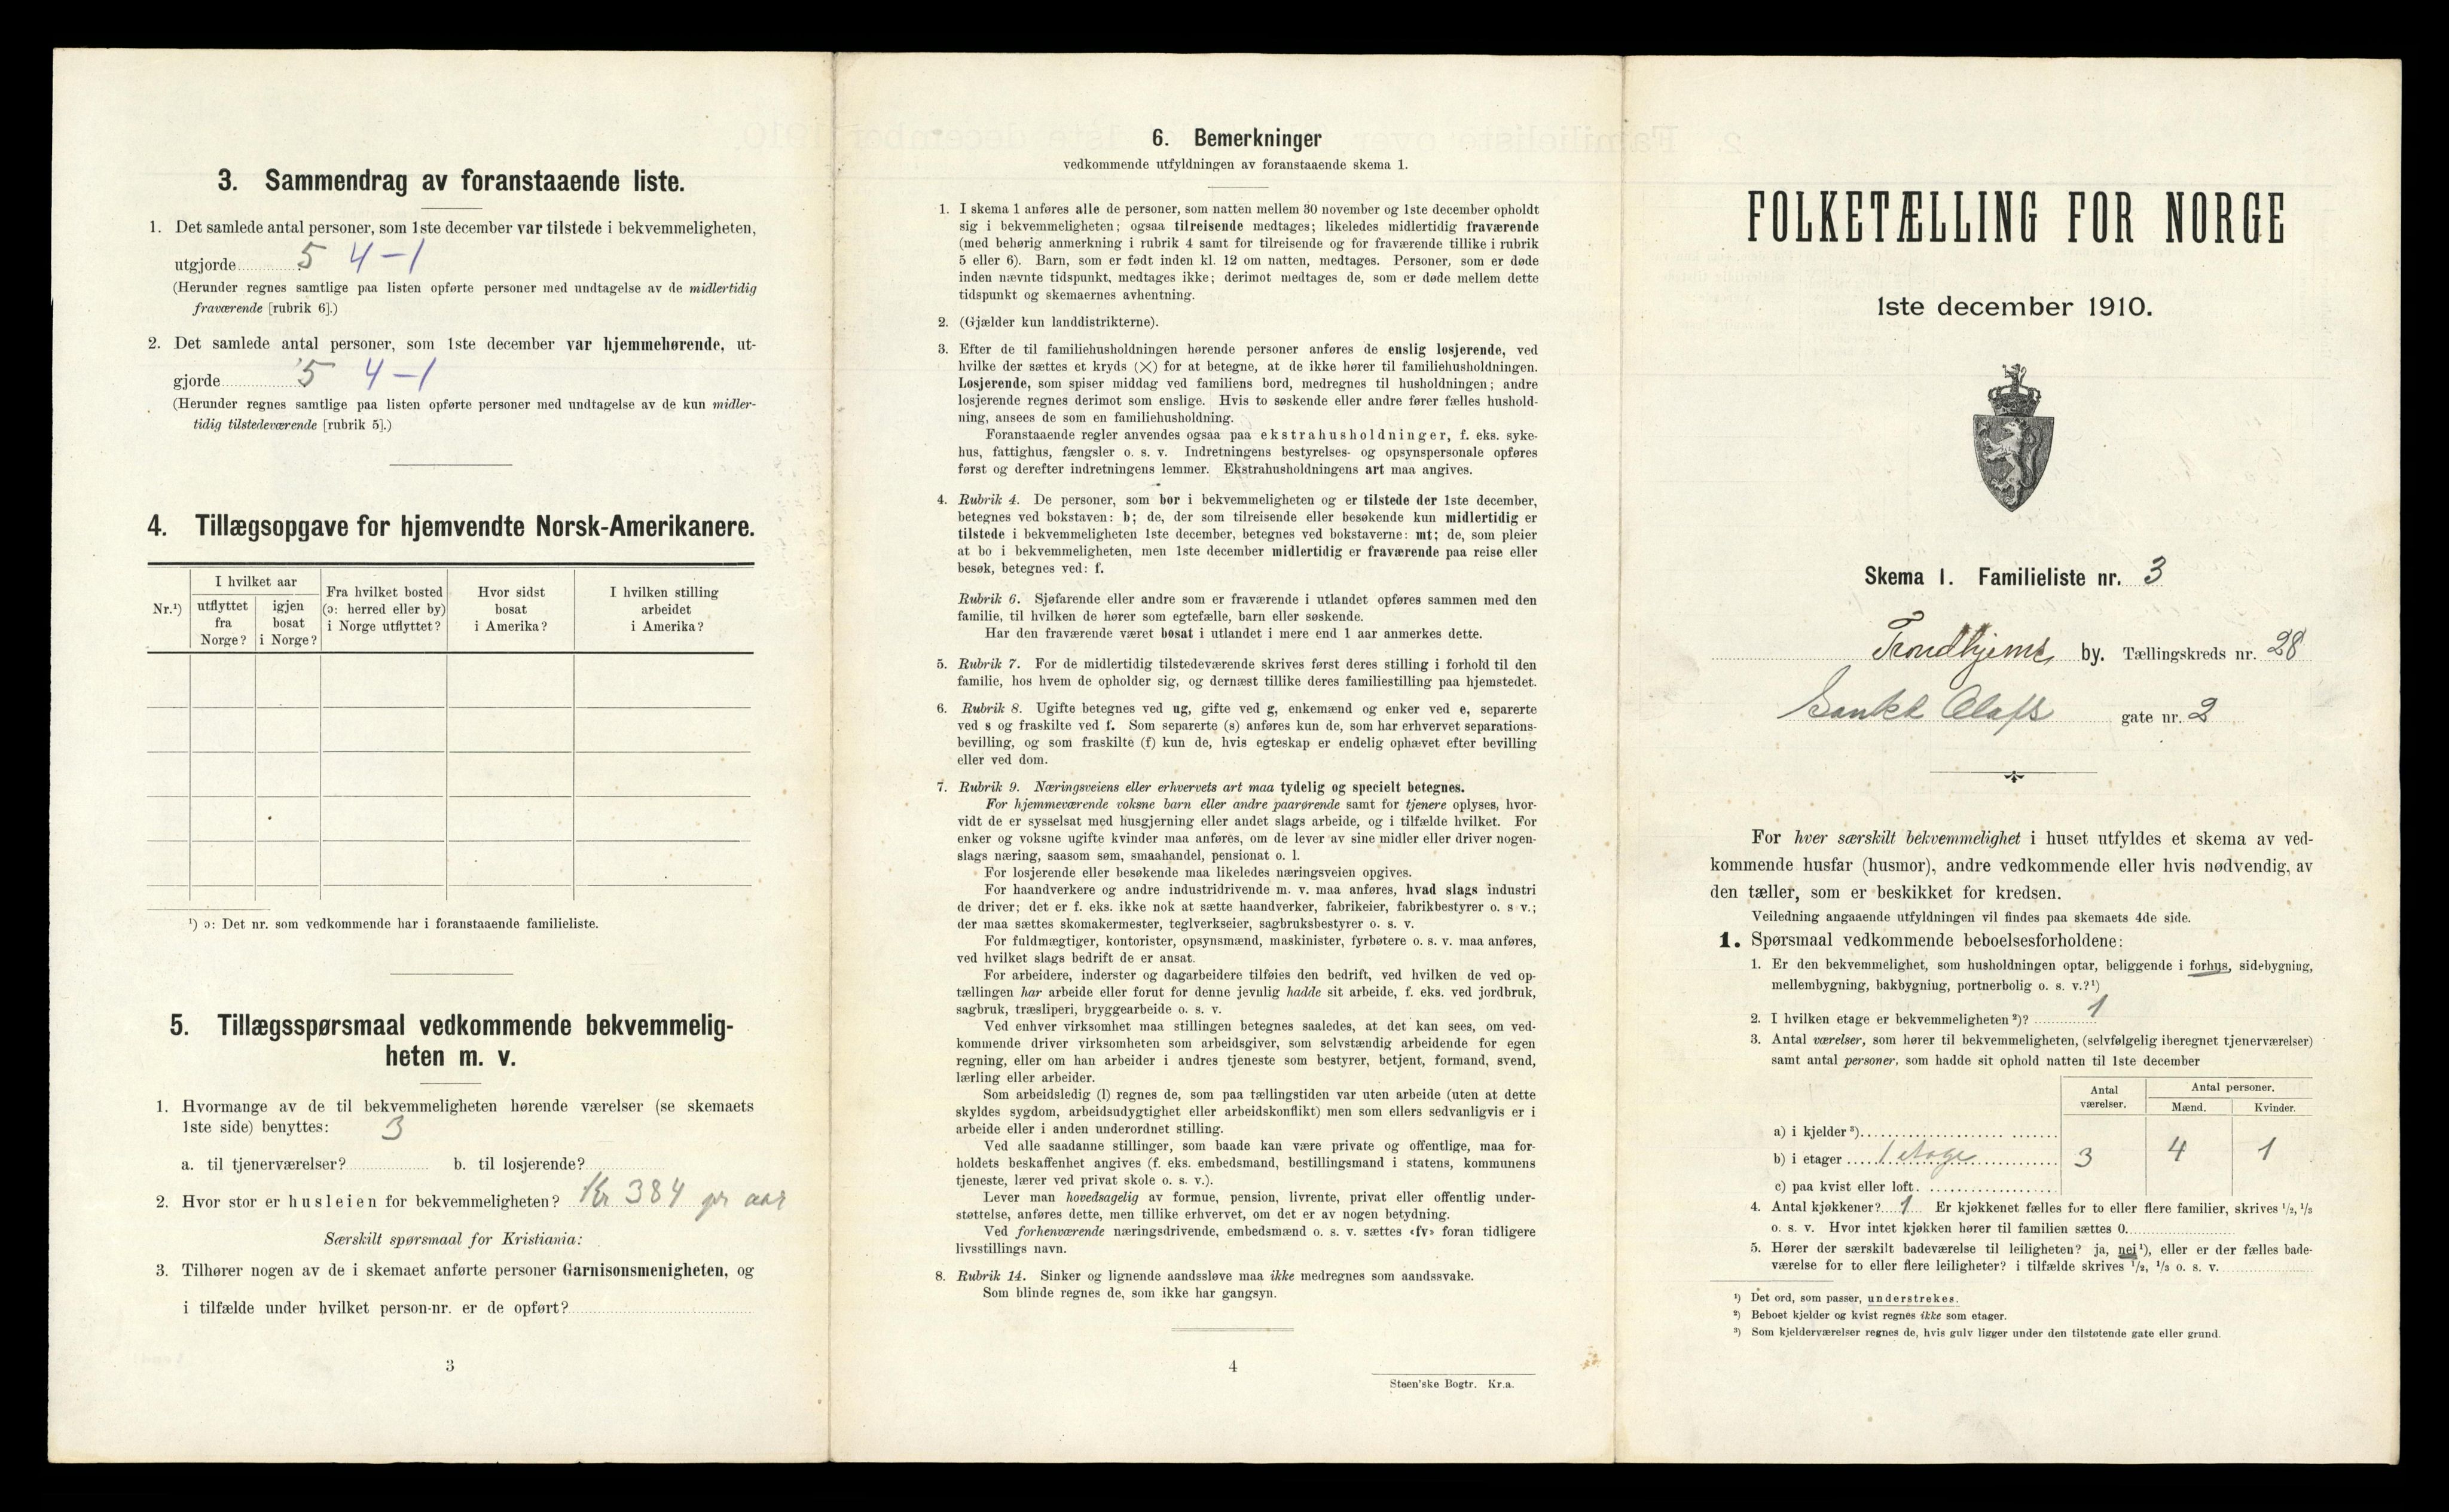 3. Sammendrag av foranstaaende liste.
1. Det samlede antal personer, som 1ste december var tilstede i bekvemmeligheten,
utgjorde 5 4-1
(Herunder regnes samtlige paa listen opførte personer med undtagelse av de midlertidig
fraværende [rubrik 6].)
2. Det samlede antal personer, som 1ste december var hjemmehørende, ut-
gjorde 5 4-1
(Herunder regnes samtlige paa listen opførte personer med undtagelse av de kun midler-
tidig tilstedeværende [rubrik 5].)
4. Tillægsopgave for hjemvendte Norsk-Amerikanere.
Nr.¹)
I hvilket aar
utflyttet fra Norge?
igjen bosat i Norge?
Fra hvilket bosted (ɔ: herred eller by) i Norge utflyttet?
Hvor sidst bosat i Amerika?
I hvilken stilling arbeidet i Amerika?
¹) ɔ: Det nr. som vedkommende har i foranstaaende familieliste.
5. Tillægsspørsmaal vedkommende bekvemmelig-
heten m. v.
1. Hvormange av de til bekvemmeligheten hørende værelser (se skemaets
1ste side) benyttes: 3
a. til tjenerværelser? b. til losjerende?
2. Hvor stor er husleien for bekvemmeligheten? Kr 384 pr aar
Særskilt spørsmaal for Kristiania:
3. Tilhører nogen av de i skemaet anførte personer Garnisonsmenigheten, og
i tilfælde under hvilket person-nr. er de opført?
3
6. Bemerkninger
vedkommende utfyldningen av foranstaaende skema 1.
1. I skema 1 anføres alle de personer, som natten mellem 30 november og 1ste december opholdt
sig i bekvemmeligheten; ogsaa tilreisende medtages; likeledes midlertidig fraværende
(med behørig anmerkning i rubrik 4 samt for tilreisende og for fraværende tillike i rubrik
5 eller 6). Barn, som er født inden kl. 12 om natten, medtages. Personer, som er døde
inden nævnte tidspunkt, medtages ikke; derimot medtages de, som er døde mellem dette
tidspunkt og skemaernes avhentning.
2. (Gjælder kun landdistrikterne).
3. Efter de til familiehusholdningen hørende personer anføres de enslig losjerende, ved
hvilke der sættes et kryds (×) for at betegne, at de ikke hører til familiehusholdningen.
Losjerende, som spiser middag ved familiens bord, medregnes til husholdningen; andre
losjerende regnes derimot som enslige. Hvis to søskende eller andre fører fælles hushold-
ning, ansees de som en familiehusholdning.
Foranstaaende regler anvendes ogsaa paa ekstrahusholdninger, f. eks. syke-
hus, fattighus, fængsler o. s. v. Indretningens bestyrelses- og opsynspersonale opføres
først og derefter indretningens lemmer. Ekstrahusholdningens art maa angives.
4. Rubrik 4. De personer, som bor i bekvemmeligheten og er tilstede der 1ste december,
betegnes ved bokstaven: b; de, der som tilreisende eller besøkende kun midlertidig er
tilstede i bekvemmeligheten 1ste december, betegnes ved bokstaverne: mt; de, som pleier
at bo i bekvemmeligheten, men 1ste december midlertidig er fraværende paa reise eller
besøk, betegnes ved: f.
Rubrik 6. Sjøfarende eller andre som er fraværende i utlandet opføres sammen med den
familie, til hvilken de hører som egtefælle, barn eller søskende.
Har den fraværende været bosat i utlandet i mere end 1 aar anmerkes dette.
5. Rubrik 7. For de midlertidig tilstedeværende skrives først deres stilling i forhold til den
familie, hos hvem de opholder sig, og dernæst tillike deres familiestilling paa hjemstedet.
6. Rubrik 8. Ugifte betegnes ved ug, gifte ved g, enkemænd og enker ved e, separerte
ved s og fraskilte ved f. Som separerte (s) anføres kun de, som har erhvervet separations-
bevilling, og som fraskilte (f) kun de, hvis egteskap er endelig ophævet efter bevilling
eller ved dom.
7. Rubrik 9. Næringsveiens eller erhvervets art maa tydelig og specielt betegnes.
For hjemmeværende voksne barn eller andre paarørende samt for tjenere oplyses, hvor-
vidt de er sysselsat med husgjerning eller andet slags arbeide, og i tilfælde hvilket. For
enker og voksne ugifte kvinder maa anføres, om de lever av sine midler eller driver nogen-
slags næring, saasom søm, smaahandel, pensionat o. l.
For losjerende eller besøkende maa likeledes næringsveien opgives.
For haandverkere og andre industridrivende m. v. maa anføres, hvad slags industri
de driver; det er f. eks. ikke nok at sætte haandverker, fabrikeier, fabrikbestyrer o. s v.;
der maa sættes skomakermester, teglverkseier, sagbruksbestyrer o. s. v.
For fuldmægtiger, kontorister, opsynsmænd, maskinister, fyrbøtere o. s. v. maa anføres,
ved hvilket slags bedrift de er ansat.
For arbeidere, inderster og dagarbeidere tilføies den bedrift, ved hvilken de ved op-
tællingen har arbeide eller forut for denne jevnlig hadde sit arbeide, f. eks. ved jordbruk,
sagbruk, træsliperi, bryggearbeide o. s. v.
Ved enhver virksomhet maa stillingen betegnes saaledes, at det kan sees, om ved-
kommende driver virksomheten som arbeidsgiver, som selvstændig arbeidende for egen
regning, eller om han arbeider i andres tjeneste som bestyrer, betjent, formand, svend,
lærling eller arbeider.
Som arbeidsledig (l) regnes de, som paa tællingstiden var uten arbeide (uten at dette
skyldes sygdom, arbeidsudygtighet eller arbeidskonflikt) men som ellers sedvanligvis er i
arbeide eller i anden underordnet stilling.
Ved alle saadanne stillinger, som baade kan være private og offentlige, maa for-
holdets beskaffenhet angives (f. eks. embedsmand, bestillingsmand i statens, kommunens
tjeneste, lærer ved privat skole o. s. v.).
Lever man hovedsagelig av formue, pension, livrente, privat eller offentlig under-
støttelse, anføres dette, men tillike erhvervet, om det er av nogen betydning.
Ved forhenværende næringsdrivende, embedsmænd o. s. v. sættes «fv» foran tidligere
livsstillings navn.
8. Rubrik 14. Sinker og lignende aandssløve maa ikke medregnes som aandssvake.
Som blinde regnes de, som ikke har gangsyn.
4
Steen'ske Bogtr. Kr.a.
FOLKETÆLLING FOR NORGE
1ste december 1910.
Skema 1. Familieliste nr. 3
Trondhjems by. Tællingskreds nr. 28
Sankt Olafs gate nr. 2
For hver særskilt bekvemmelighet i huset utfyldes et skema av ved-
kommende husfar (husmor), andre vedkommende eller hvis nødvendig, av
den tæller, som er beskikket for kredsen.
Veiledning angaaende utfyldningen vil findes paa skemaets 4de side.
1. Spørsmaal vedkommende beboelsesforholdene:
1. Er den bekvemmelighet, som husholdningen optar, beliggende i forhus, sidebygning,
mellembygning, bakbygning, portnerbolig o. s. v.?¹)
2. I hvilken etage er bekvemmeligheten²)? 1
3. Antal værelser, som hører til bekvemmeligheten, (selvfølgelig iberegnet tjenerværelser)
samt antal personer, som hadde sit ophold natten til 1ste december
Antal værelser.
Antal personer.
Mænd. Kvinder.
a) i kjelder³)
b) i etager 1 etage 3 4 1
c) paa kvist eller loft.
4. Antal kjøkkener? 1 Er kjøkkenet fælles for to eller flere familier, skrives ¹/₂, ¹/₃
o. s. v. Hvor intet kjøkken hører til familien sættes 0.
5. Hører der særskilt badeværelse til leiligheten? ja, nei¹), eller er der fælles bade-
værelse for to eller flere leiligheter? i tilfælde skrives ¹/₂, ¹/₃ o. s. v.
¹) Det ord, som passer, understrekes.
²) Beboet kjelder og kvist regnes ikke som etager.
³) Som kjelderværelser regnes de, hvis gulv ligger under den tilstøtende gate eller grund.